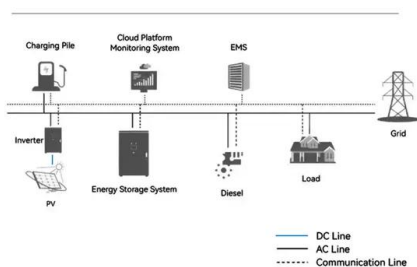 Charging Pile
Cloud Platform
Monitoring System
EMS
Grid
Inverter
PV
Energy Storage System
Diesel
Load
DC Line
AC Line
Communication Line